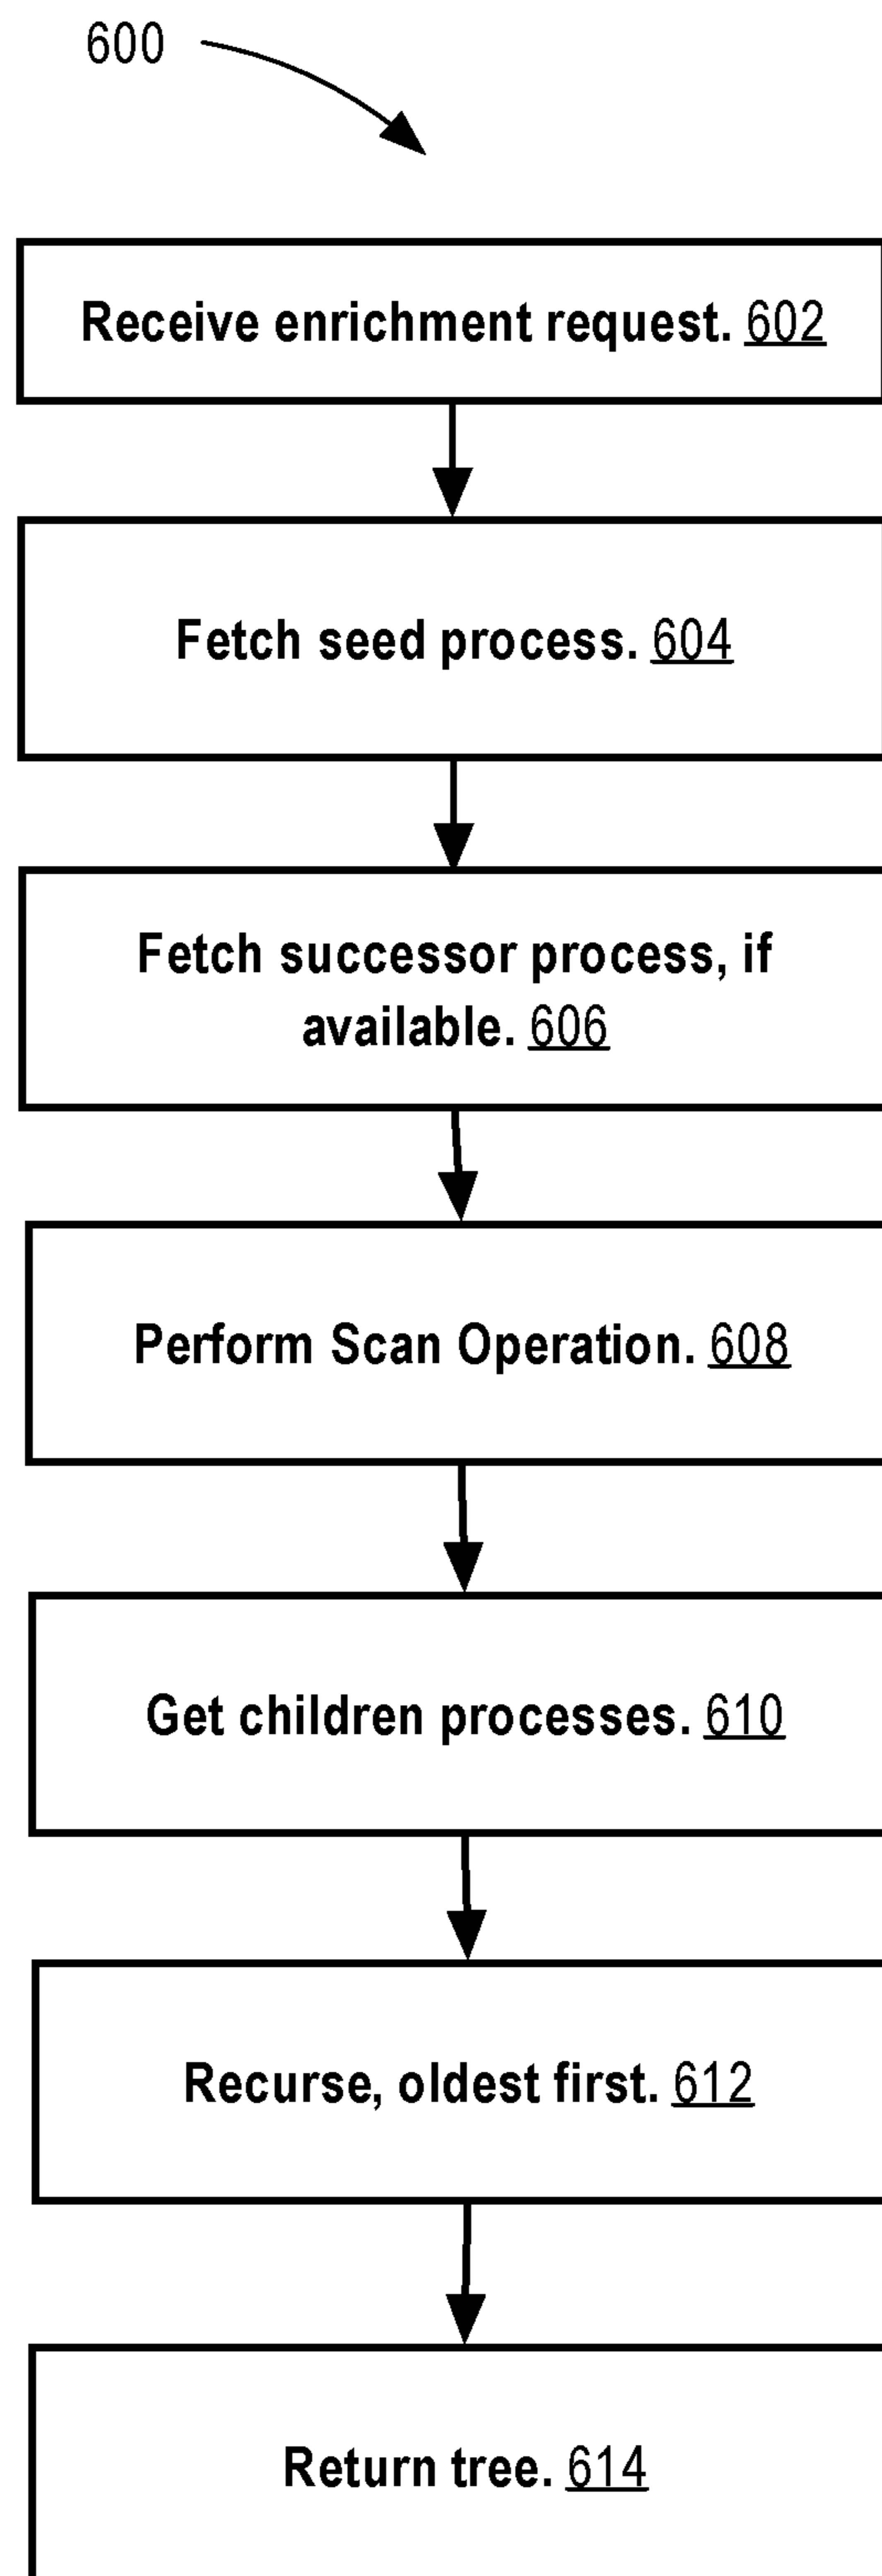 600
Receive enrichment request. 602
Fetch seed process. 604
Fetch successor process, if
available. 606
Perform Scan Operation. 608
Get children processes. 610
Recurse, oldest first. 612
Return tree. 614